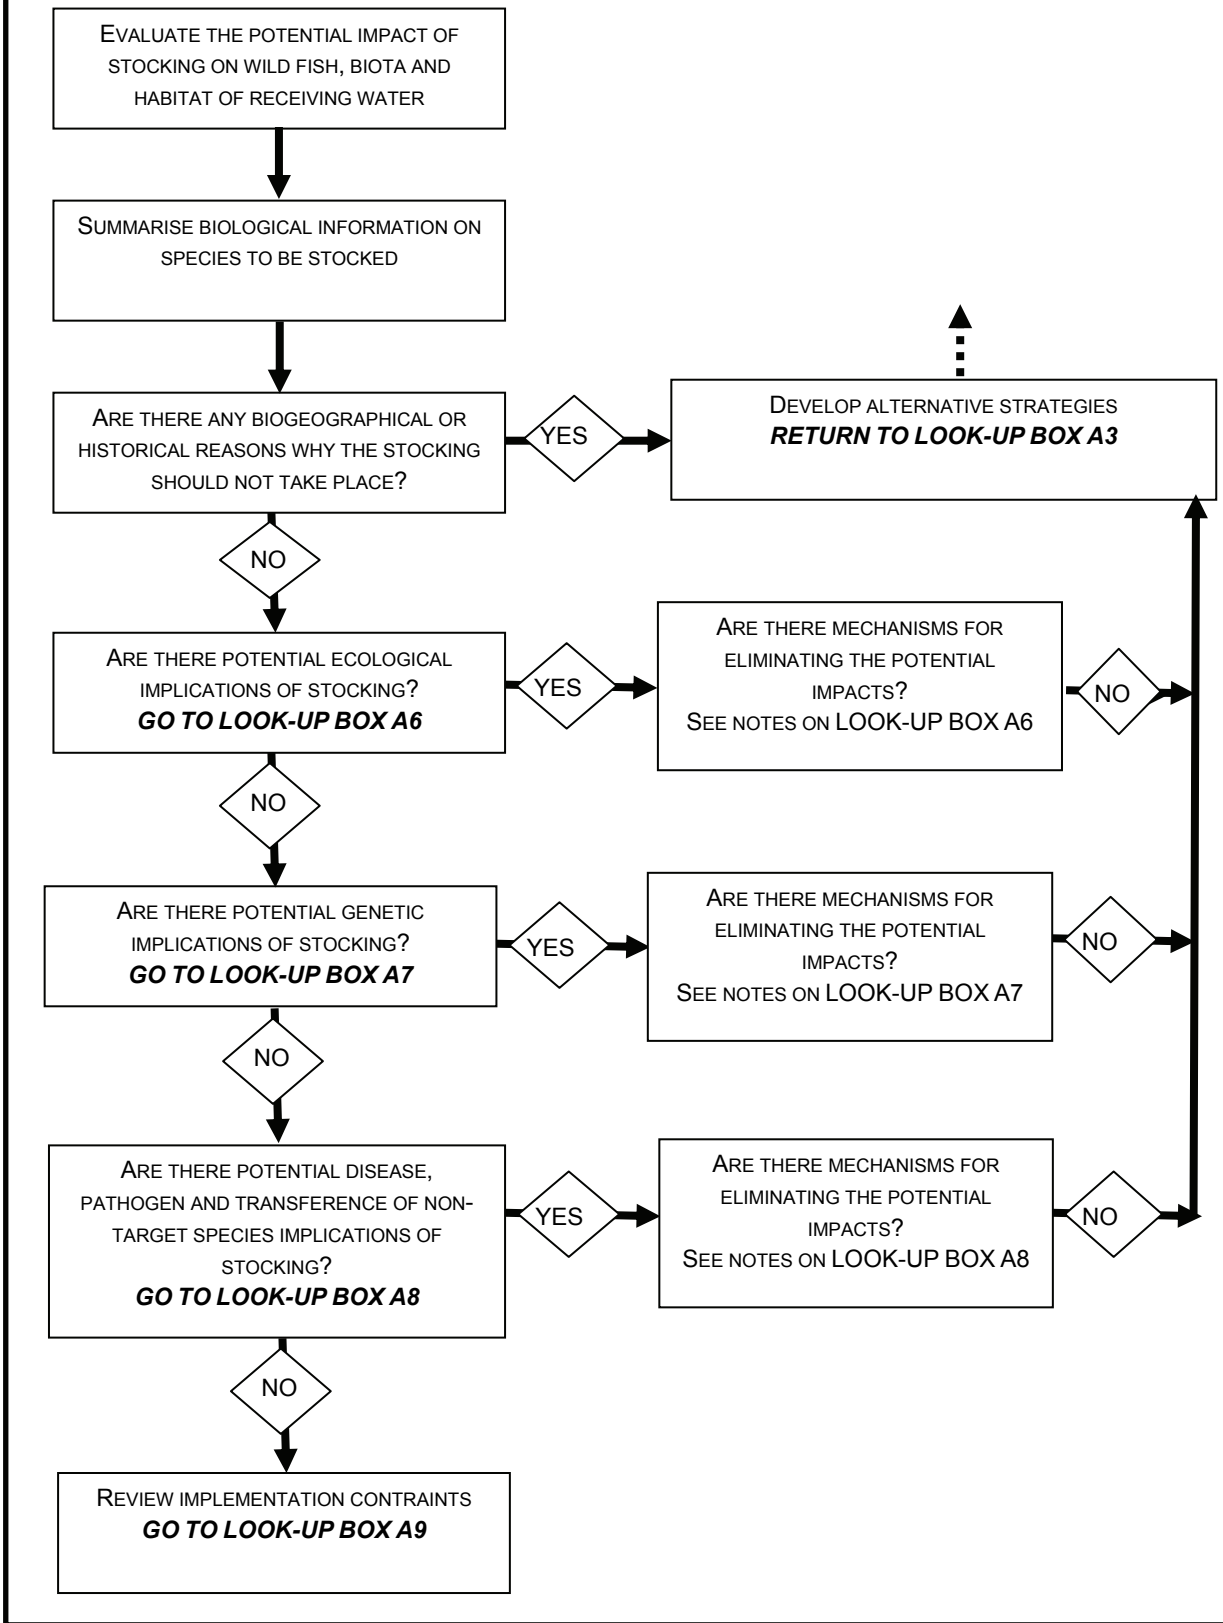 EVALUATE THE POTENTIAL IMPACT OF
STOCKING ON WILD FISH, BIOTA AND
HABITAT OF RECEIVING WATER
SUMMARISE BIOLOGICAL INFORMATION ON
SPECIES TO BE STOCKED
ARE THERE ANY BIOGEOGRAPHICAL OR
HISTORICAL REASONS WHY THE STOCKING
SHOULD NOT TAKE PLACE?
YES
DEVELOP ALTERNATIVE STRATEGIES
RETURN TO LOOK-UP BOX A3
NO
ARE THERE POTENTIAL ECOLOGICAL
IMPLICATIONS OF STOCKING?
GO TO LOOK-UP BOX A6
YES
ARE THERE MECHANISMS FOR
ELIMINATING THE POTENTIAL
IMPACTS?
SEE NOTES ON LOOK-UP BOX A6
NO
NO
ARE THERE POTENTIAL GENETIC
IMPLICATIONS OF STOCKING?
GO TO LOOK-UP BOX A7
YES
ARE THERE MECHANISMS FOR
ELIMINATING THE POTENTIAL
IMPACTS?
SEE NOTES ON LOOK-UP BOX A7
NO
NO
ARE THERE POTENTIAL DISEASE,
PATHOGEN AND TRANSFERENCE OF NON-
TARGET SPECIES IMPLICATIONS OF
STOCKING?
GO TO LOOK-UP BOX A8
YES
ARE THERE MECHANISMS FOR
ELIMINATING THE POTENTIAL
IMPACTS?
SEE NOTES ON LOOK-UP BOX A8
NO
NO
REVIEW IMPLEMENTATION CONTRAINTS
GO TO LOOK-UP BOX A9